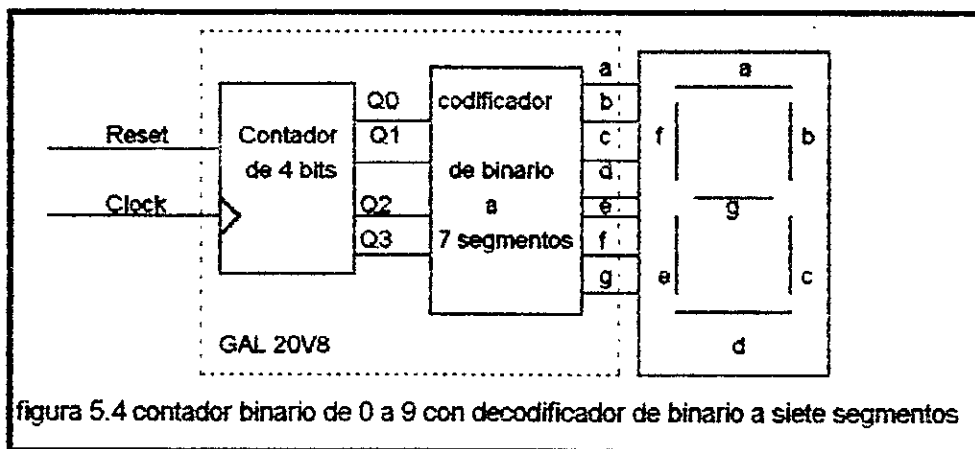 Reset
Clock
Contador
de 4 bits
Q0
Q1
Q2
Q3
codificador
de binario
a
7 segmentos
a
b
c
d
e
f
g
a
f
b
g
e
c
d
GAL 20V8
figura 5.4 contador binario de 0 a 9 con decodificador de binario a siete segmentos